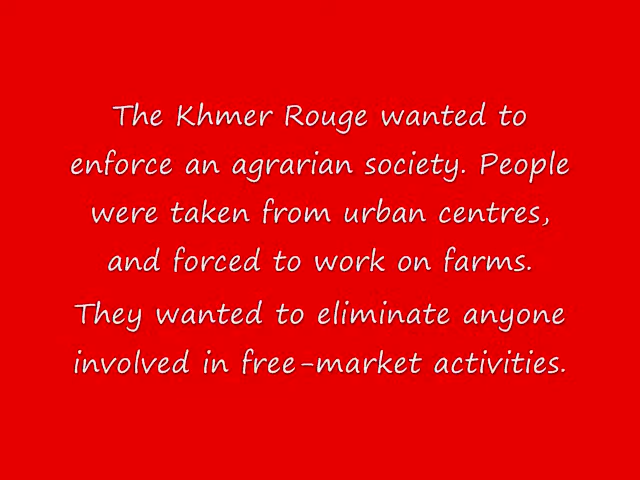 The Khmer Rouge wanted to
enforce an agrarian society. People
were taken from urban centres,
and forced to work on farms.
They wanted to eliminate anyone
involved in free-market activities.